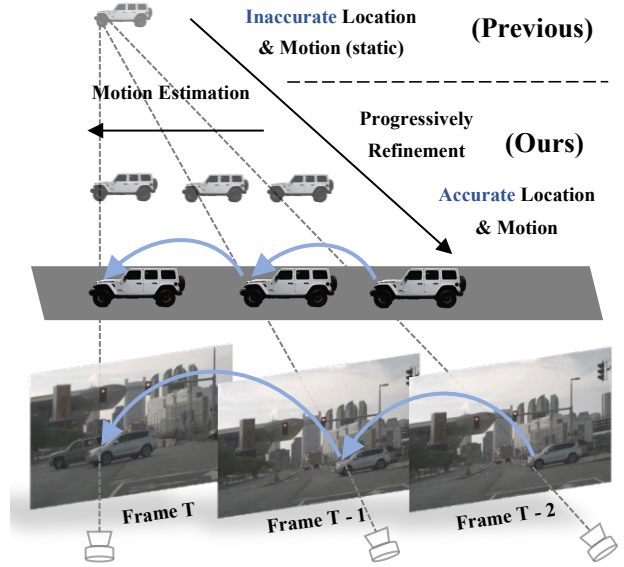 Inaccurate Location
& Motion (static)
(Previous)
Motion Estimation
Progressively
Refinement
(Ours)
Accurate Location
& Motion
Frame T
Frame T - 1
Frame T - 2